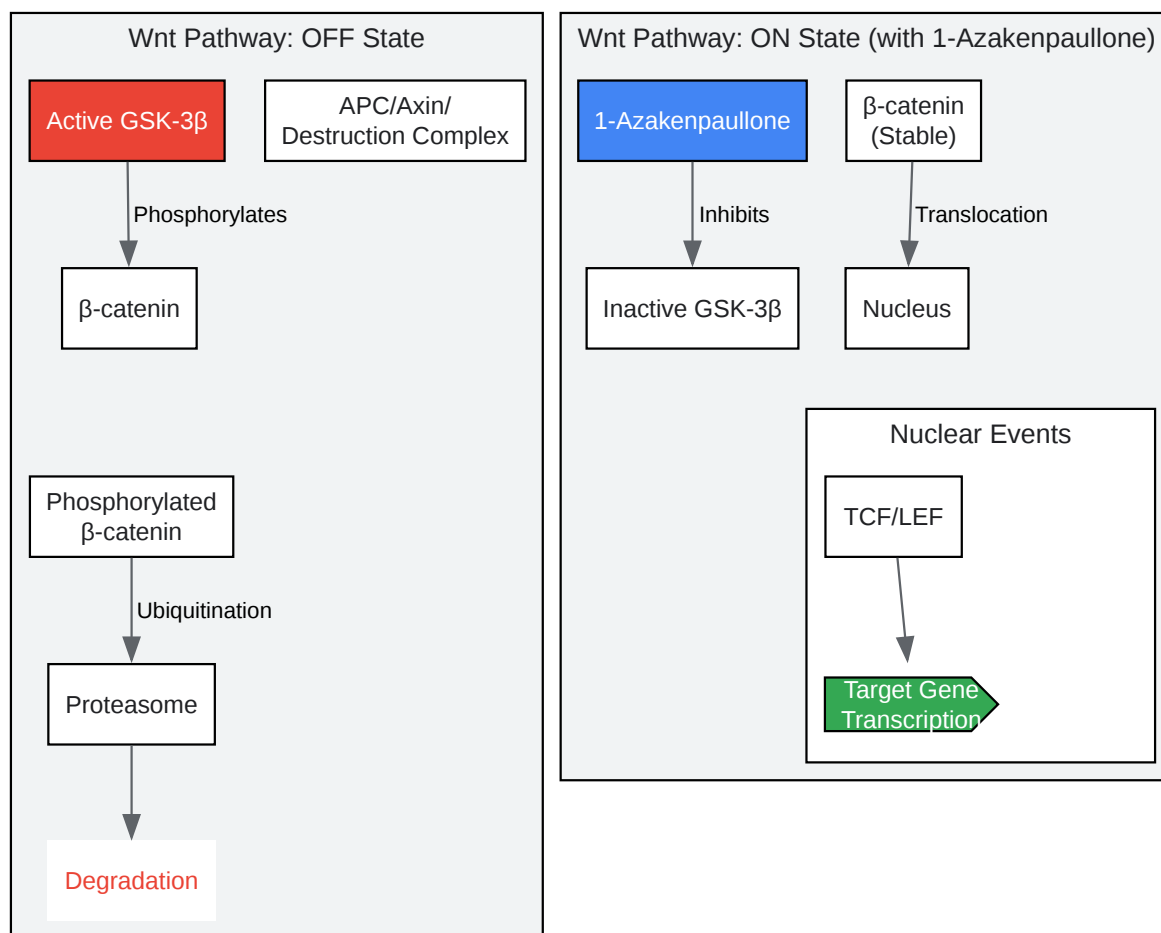 Wnt Pathway: OFF State
Active GSK-3β
APC/Axin/
Destruction Complex
Phosphorylates
β-catenin
Phosphorylated
β-catenin
Ubiquitination
Proteasome
Degradation
Wnt Pathway: ON State (with 1-Azakenpaullone)
1-Azakenpaullone
β-catenin
(Stable)
Inhibits
Translocation
Inactive GSK-3β
Nucleus
Nuclear Events
TCF/LEF
Target Gene
Transcription